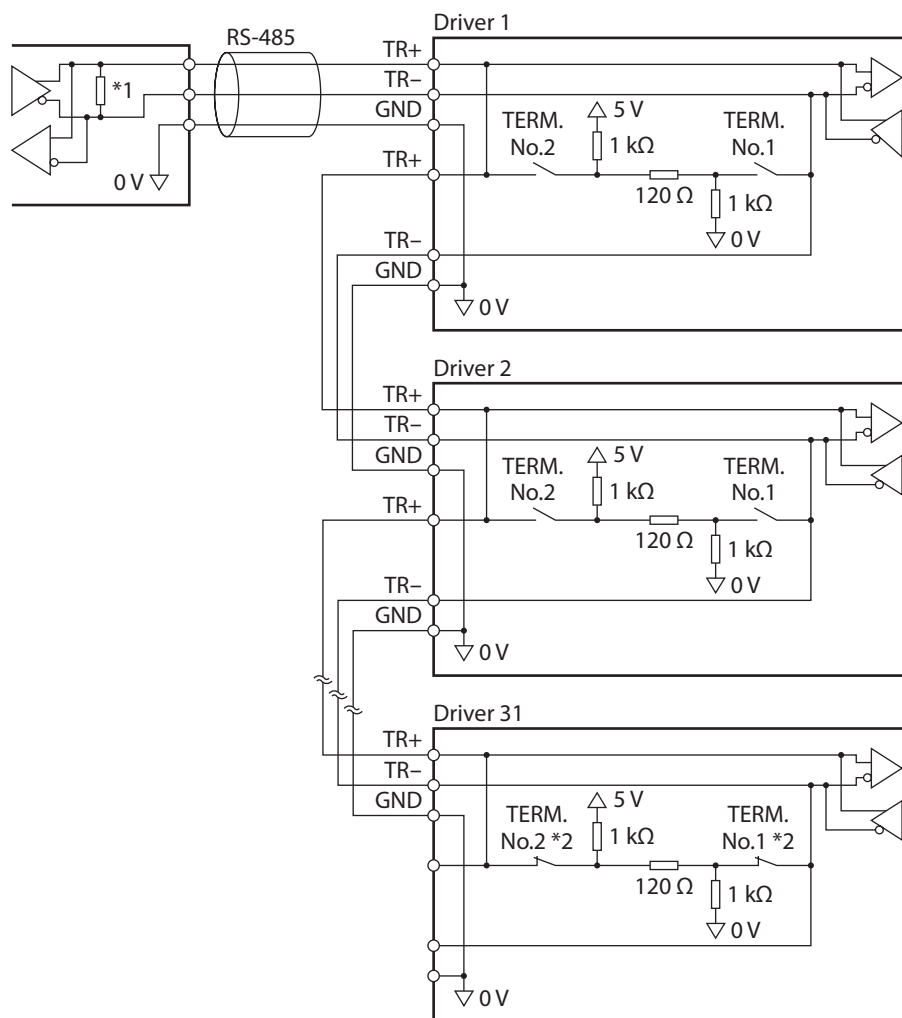 Driver 1
RS-485
TR+
*1
TR–
GND
5 V
TERM.
No.2
1 kΩ
TERM.
No.1
TR+
0 V
120 Ω
1 kΩ
0 V
TR–
GND
0 V
Driver 2
TR+
TR–
GND
5 V
TERM.
No.2
1 kΩ
TERM.
No.1
TR+
120 Ω
1 kΩ
0 V
TR–
GND
0 V
Driver 31
TR+
TR–
GND
5 V
TERM.
No.2 *2
1 kΩ
TERM.
No.1 *2
120 Ω
1 kΩ
0 V
0 V